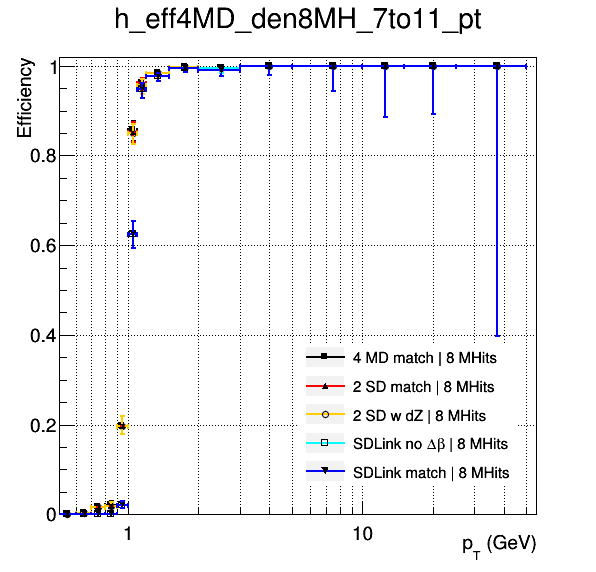 h_eff4MD_den8MH_7to11_pt
Efficiency
1
0.8
0.6
0.4
0.2
0
4 MD match | 8 MHits
2 SD match | 8 MHits
2 SD w dZ | 8 MHits
SDLink no Δβ | 8 MHits
SDLink match | 8 MHits
1 10
p_T (GeV)